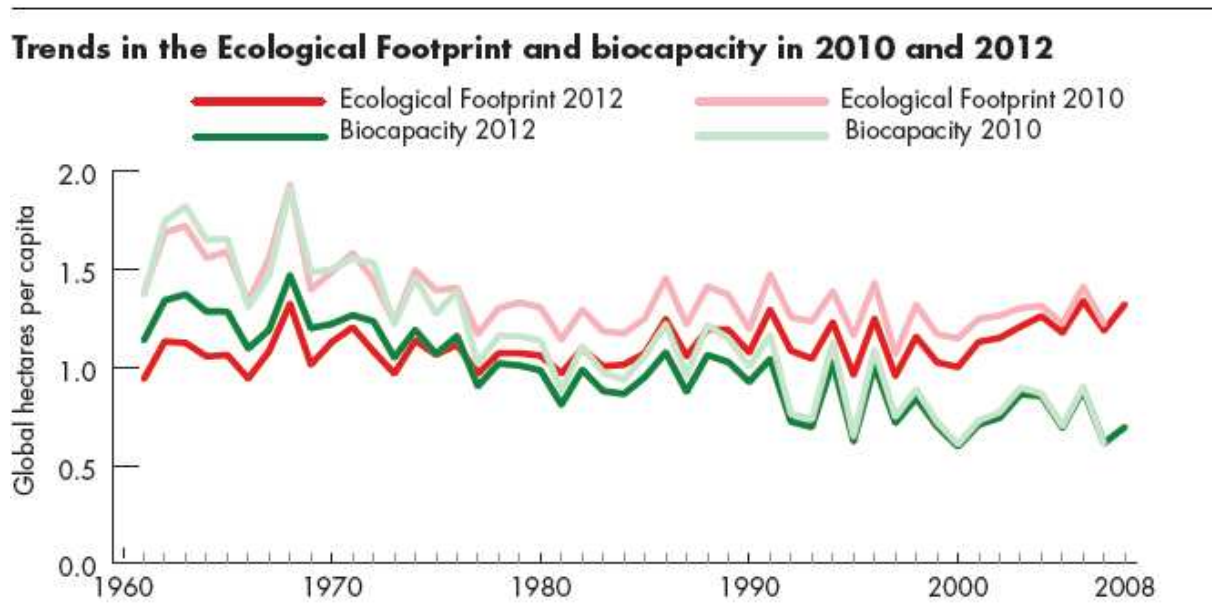 Trends in the Ecological Footprint and biocapacity in 2010 and 2012
Ecological Footprint 2012
Ecological Footprint 2010
Biocapacity 2012
Biocapacity 2010
Global hectares per capita
2.0
1.5
1.0
0.5
0.0
1960
1970
1980
1990
2000
2008